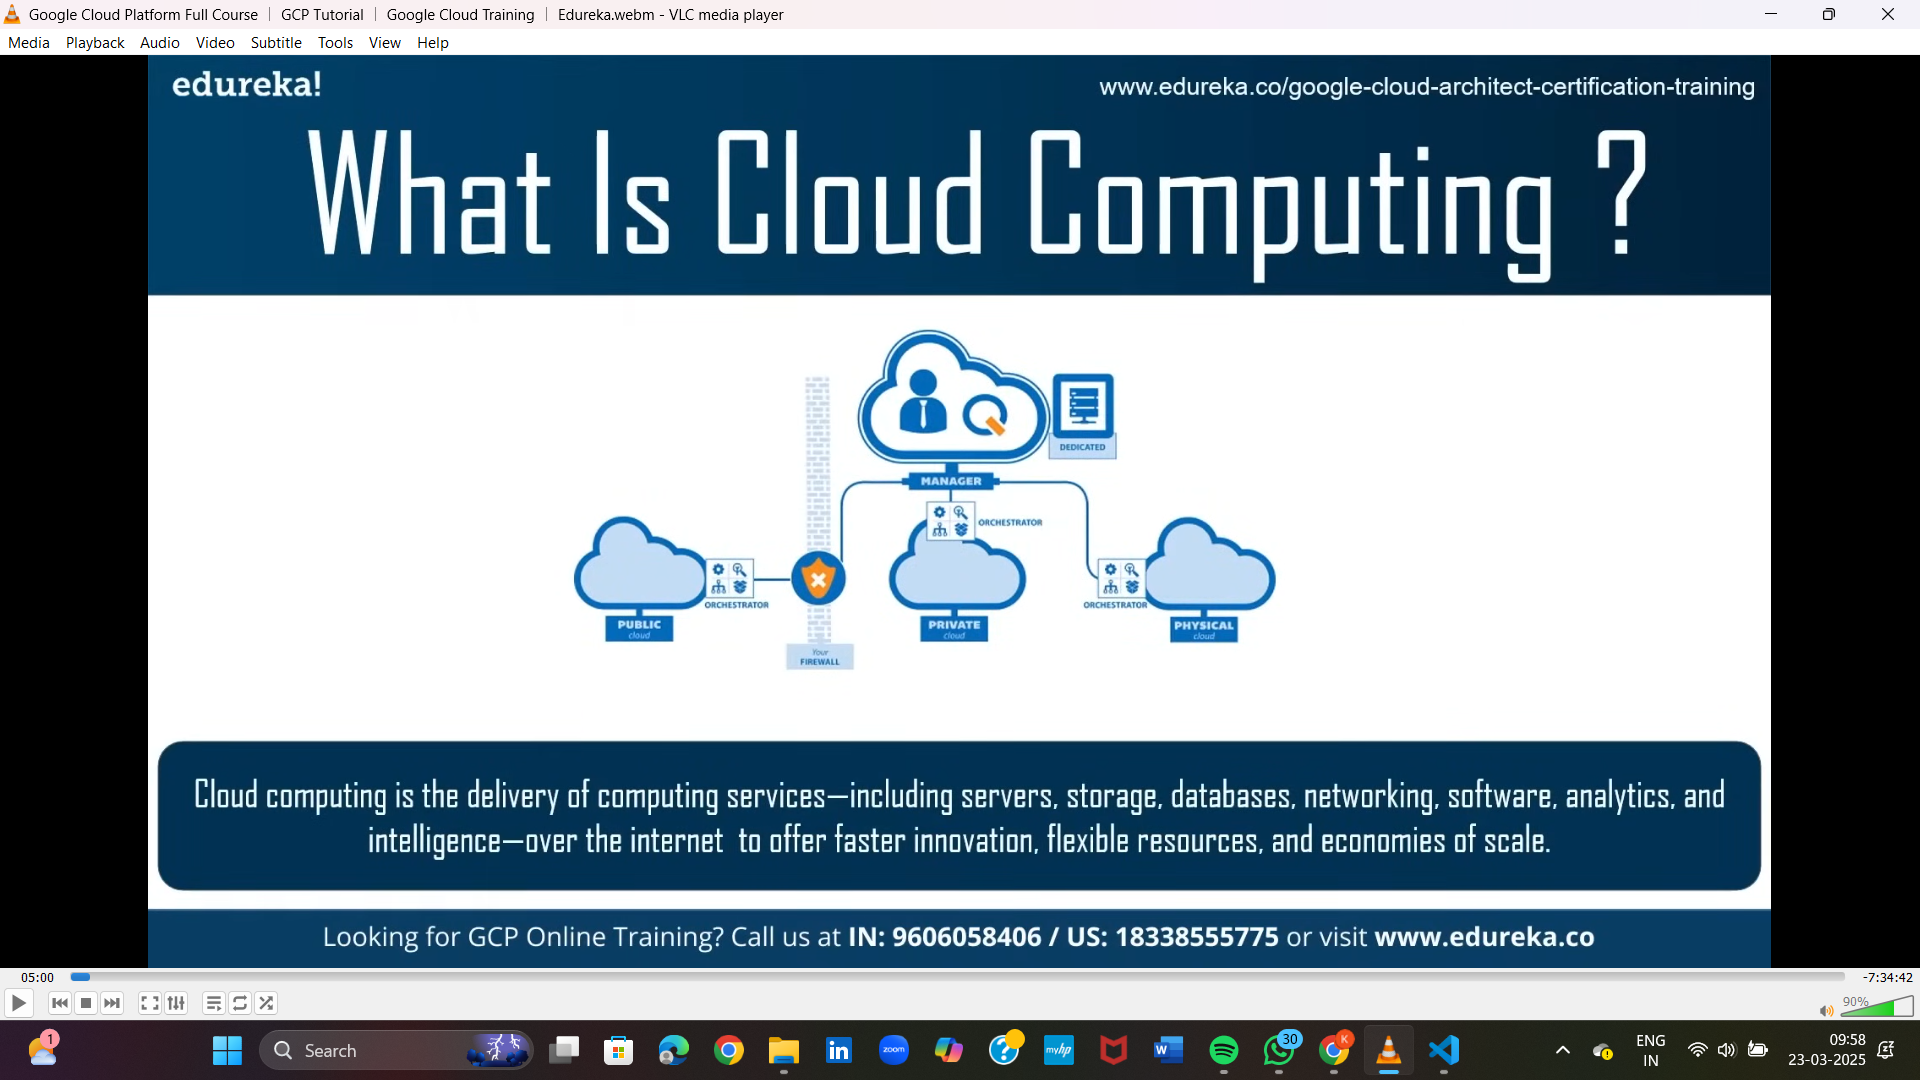 Google Cloud Platform Full Course | GCP Tutorial | Google Cloud Training | Edureka.webm - VLC media player
Media Playback Audio Video Subtitle Tools View Help
edureka!
www.edureka.co/google-cloud-architect-certification-training
What Is Cloud Computing ?
DEDICATED
MANAGER
ORCHESTRATOR
ORCHESTRATOR
ORCHESTRATOR
PUBLIC
cloud
PRIVATE
cloud
PHYSICAL
cloud
Your
FIREWALL
Cloud computing is the delivery of computing services—including servers, storage, databases, networking, software, analytics, and
intelligence—over the internet to offer faster innovation, flexible resources, and economies of scale.
Looking for GCP Online Training? Call us at IN: 9606058406 / US: 18338555775 or visit www.edureka.co
05:00
-7:34:42
90%
1
Search
zoom
myhp
W
30
K
ENG
IN
09:58
23-03-2025